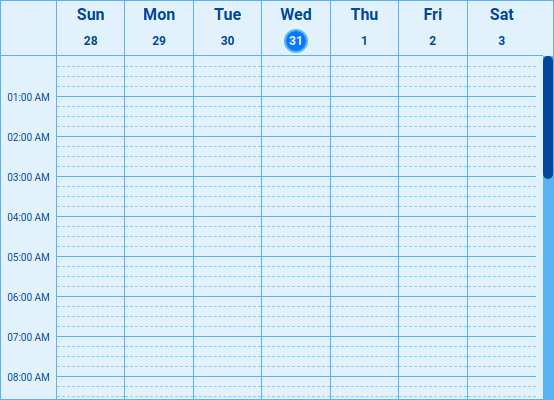 Sun Mon Tue Wed Thu Fri Sat
28 29 30 31 1 2 3
01:00 AM
02:00 AM
03:00 AM
04:00 AM
05:00 AM
06:00 AM
07:00 AM
08:00 AM